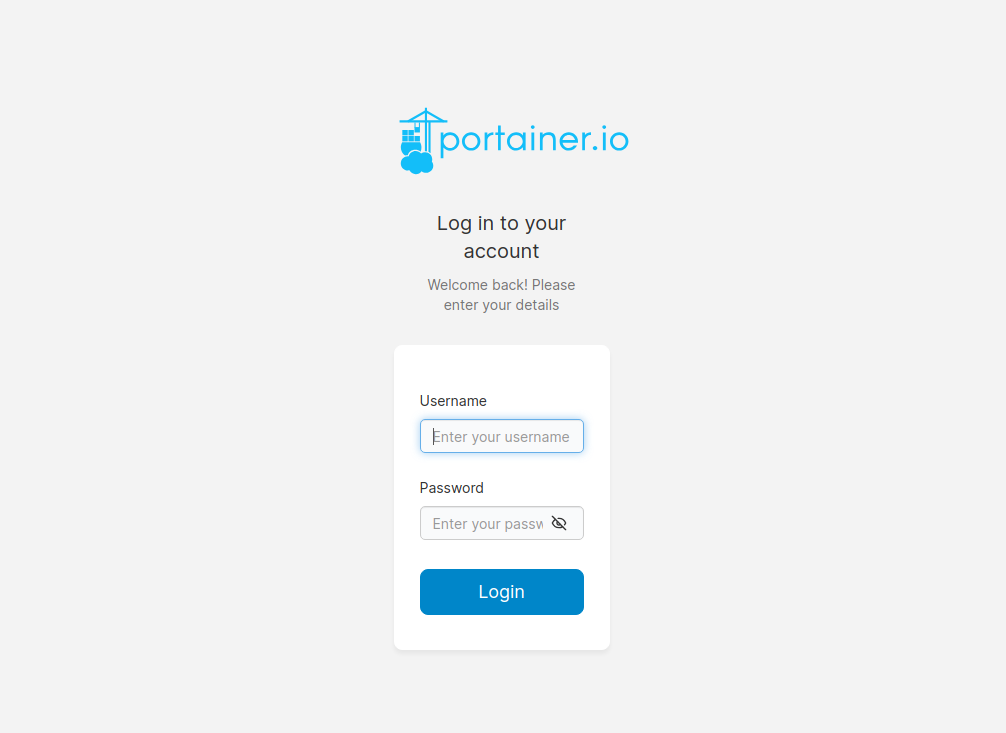 portainer.io
Log in to your
account
Welcome back! Please
enter your details
Username
Enter your username
Password
Enter your passw
Login